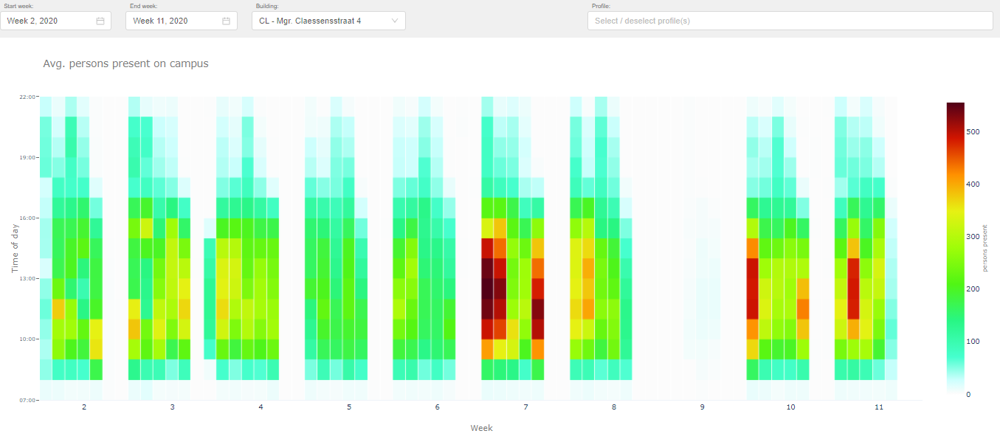 Start week:
End week:
Building:
Profile:
Week 2, 2020
Week 11, 2020
CL - Mgr. Claessensstraat 4
Select / deselect profile(s)
Avg. persons present on campus
22:00
19:00
16:00
13:00
10:00
07:00
Time of day
2
3
4
5
6
7
8
9
10
11
Week
500
400
300
200
100
0
persons present